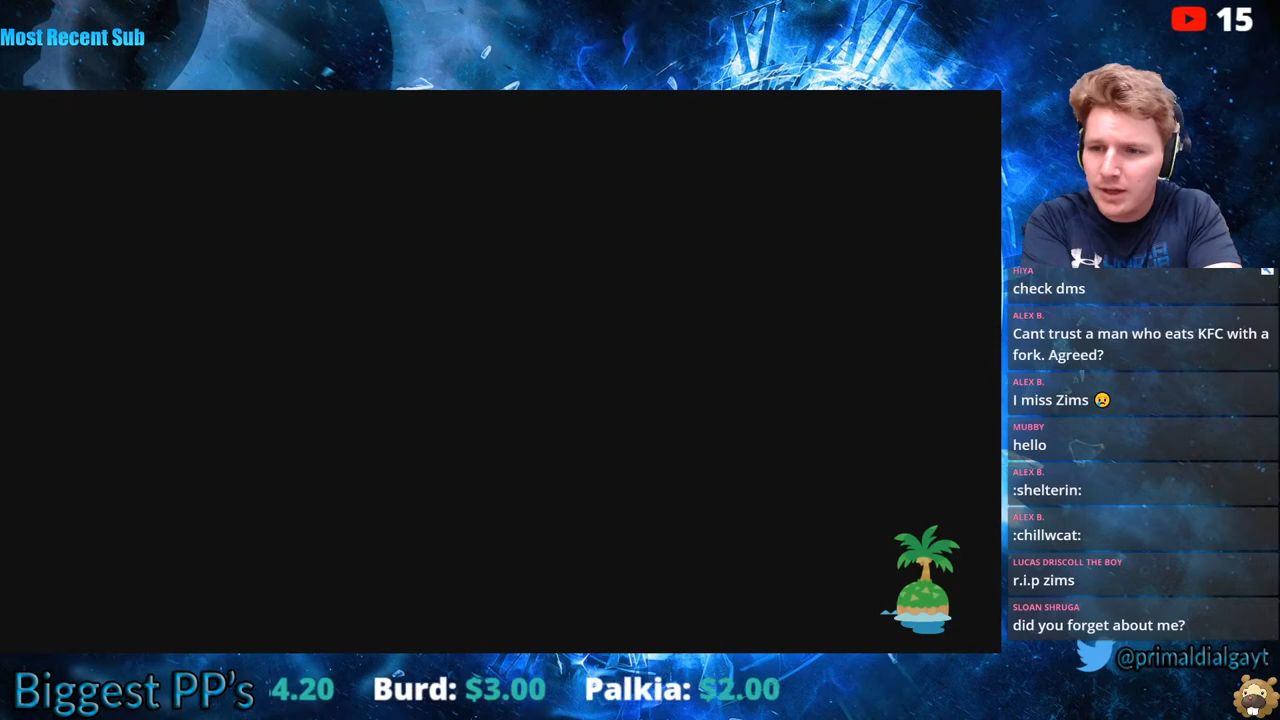 Most Recent Sub
15
HIYA
check dms
ALEX B.
Cant trust a man who eats KFC with a
fork. Agreed?
ALEX B.
I miss Zims 😥
MUBBY
hello
ALEX B.
:shelterin:
ALEX B.
:chillwcat:
LUCAS DRISCOLL THE BOY
r.i.p zims
SLOAN SHRUGA
did you forget about me?
@primaldialgayt
Biggest PP's 4.20 Burd: $3.00 Palkia: $2.00